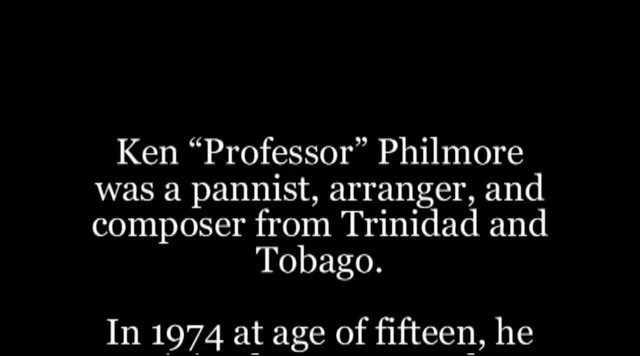 Ken “Professor” Philmore
was a pannist, arranger, and
composer from Trinidad and
Tobago.
In 1974 at age of fifteen, he